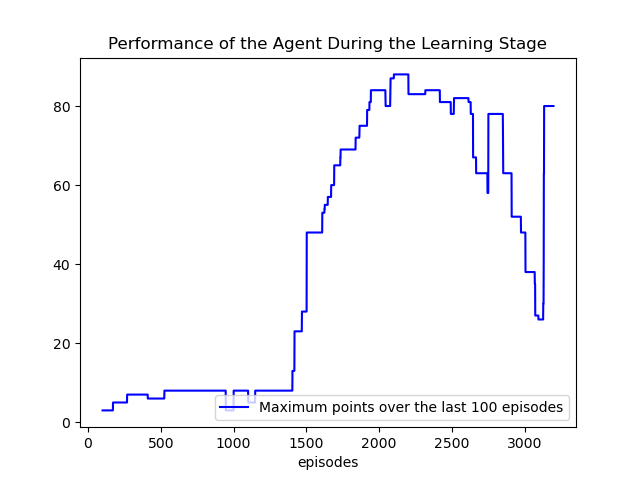 Performance of the Agent During the Learning Stage
80
60
40
20
0
Maximum points over the last 100 episodes
0 500 1000 1500 2000 2500 3000
episodes